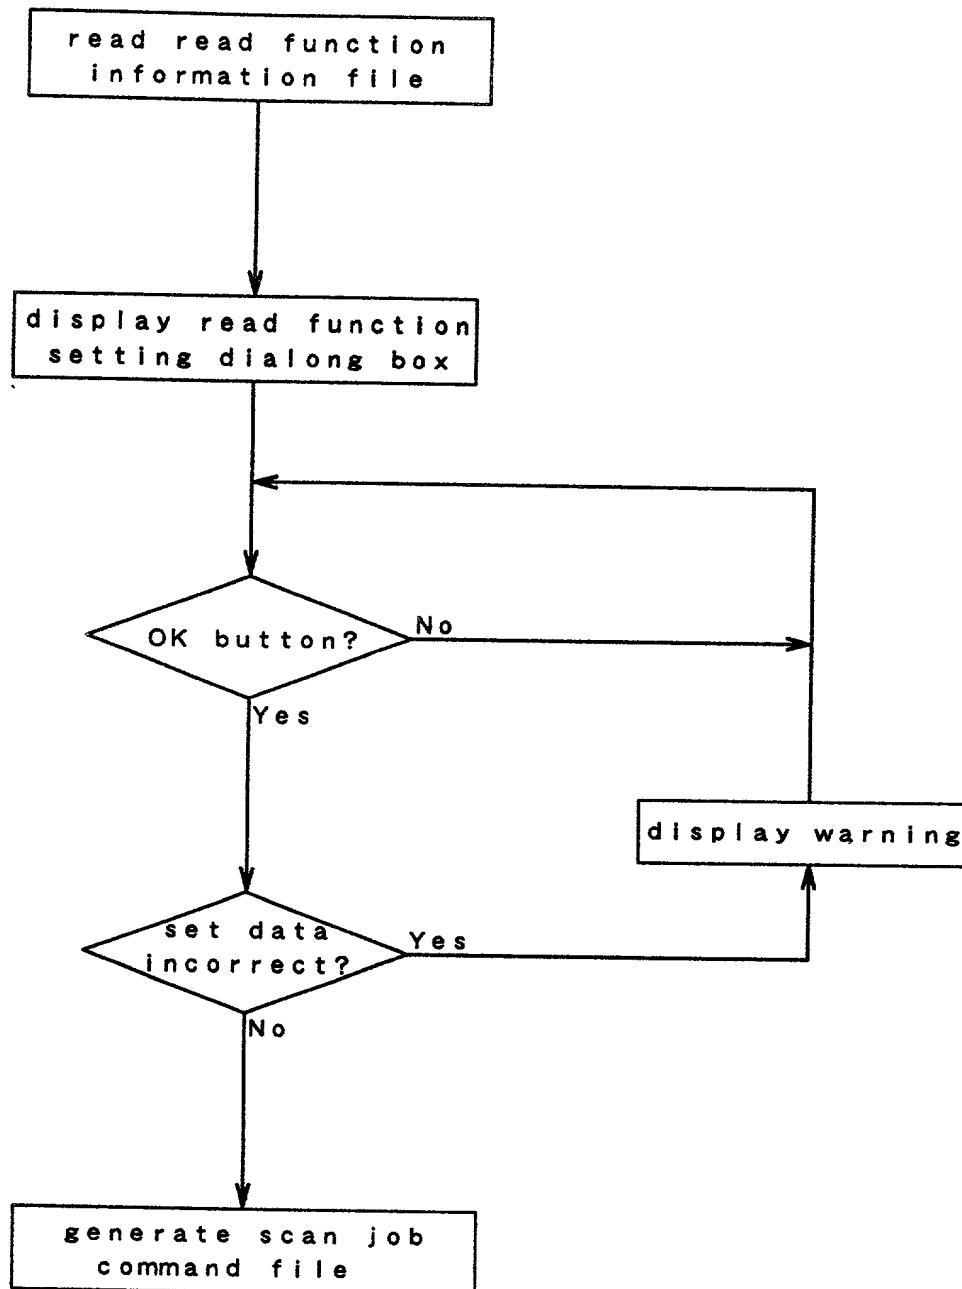 read read function
information file
display read function
setting dialong box
OK button?
No
Yes
display warning
set data
incorrect?
Yes
No
generate scan job
command file